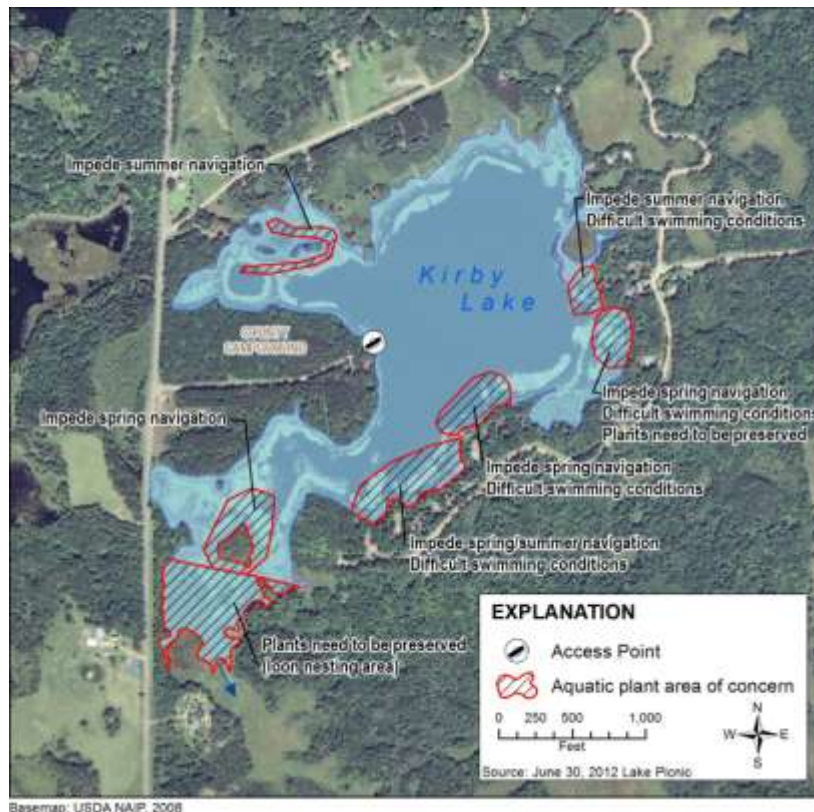 Impede summer navigation
Impede summer navigation
Difficult swimming conditions
Kirby
Lake
COUNTY
CAMPGROUND
Impede spring navigation
Difficult swimming conditions
Plants need to be preserved
Impede spring navigation
Impede spring navigation
Difficult swimming conditions
Impede spring/summer navigation
Difficult swimming conditions
Plants need to be preserved
(loon nesting area)
EXPLANATION
Access Point
Aquatic plant area of concern
0 250 500 1,000
Feet
N
W E
S
Source: June 30, 2012 Lake Picnic
Basemap: USDA NAIP, 2008